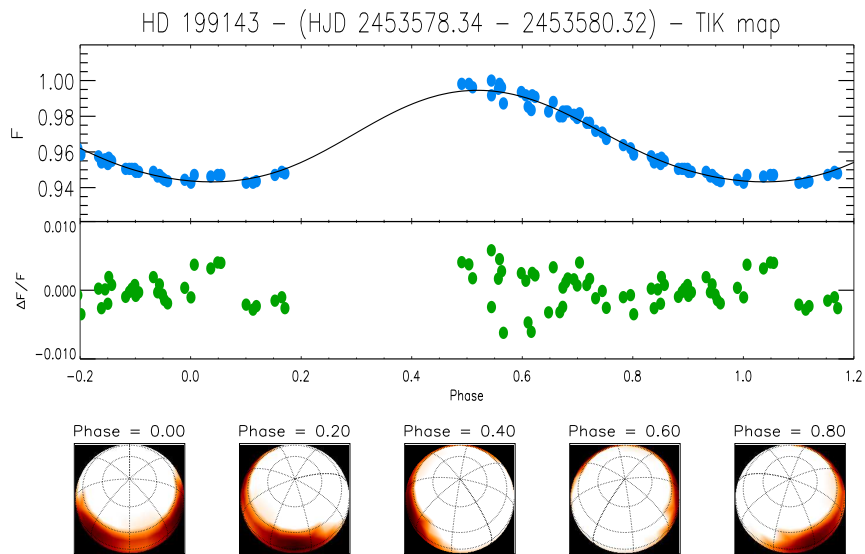 HD 199143 - (HJD 2453578.34 - 2453580.32) - TIK map
1.00
0.98
0.96
0.94
F
0.010
0.000
-0.010
ΔF/F
-0.2 0.0 0.2 0.4 0.6 0.8 1.0 1.2
Phase
Phase = 0.00 Phase = 0.20 Phase = 0.40 Phase = 0.60 Phase = 0.80